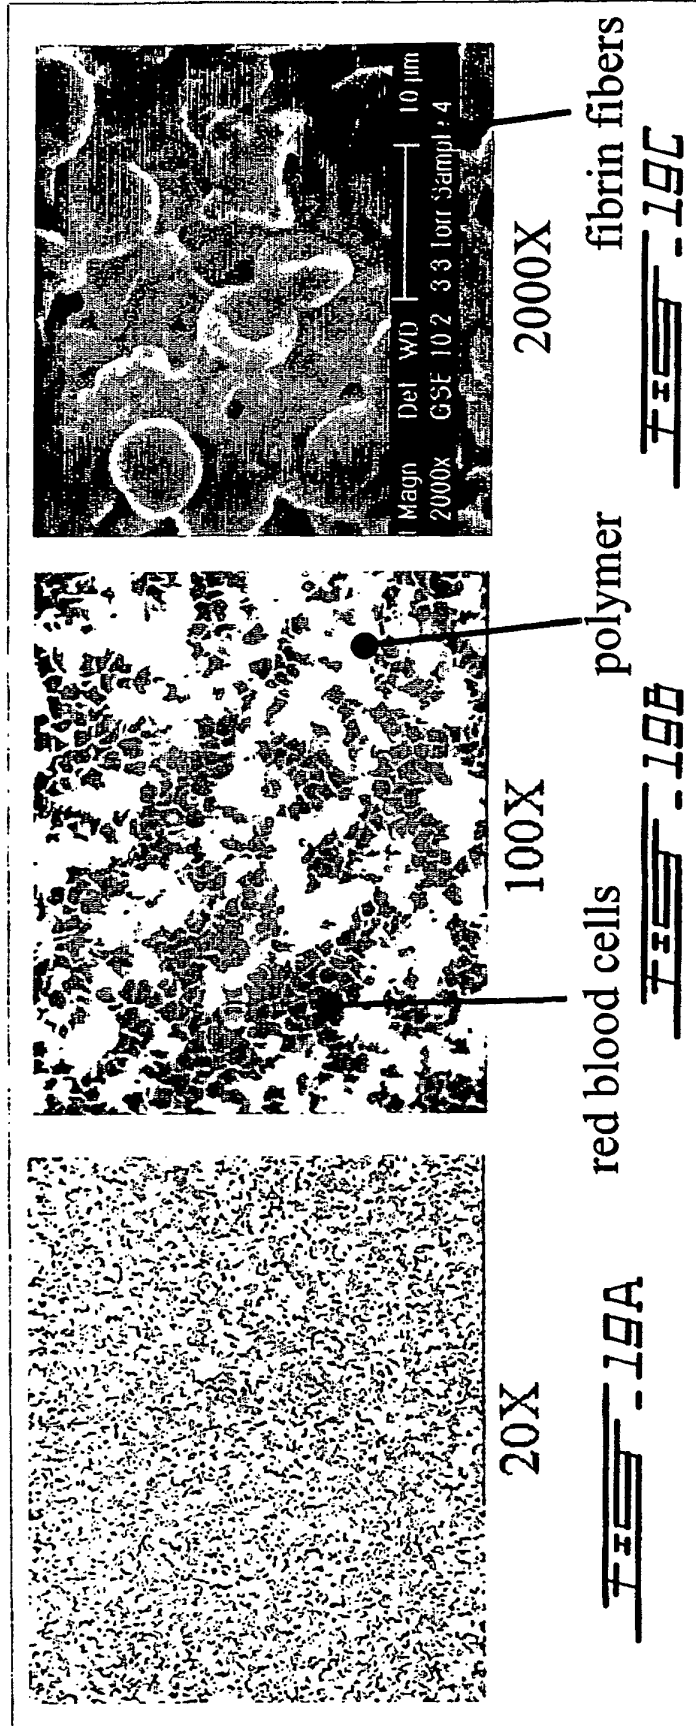 20X
Fig. 19A
100X
red blood cells
polymer
Fig. 19B
Magn Det WD 10 µm
2000x GSE 10.2 3.3 Torr Sample 4
2000X
fibrin fibers
Fig. 19C